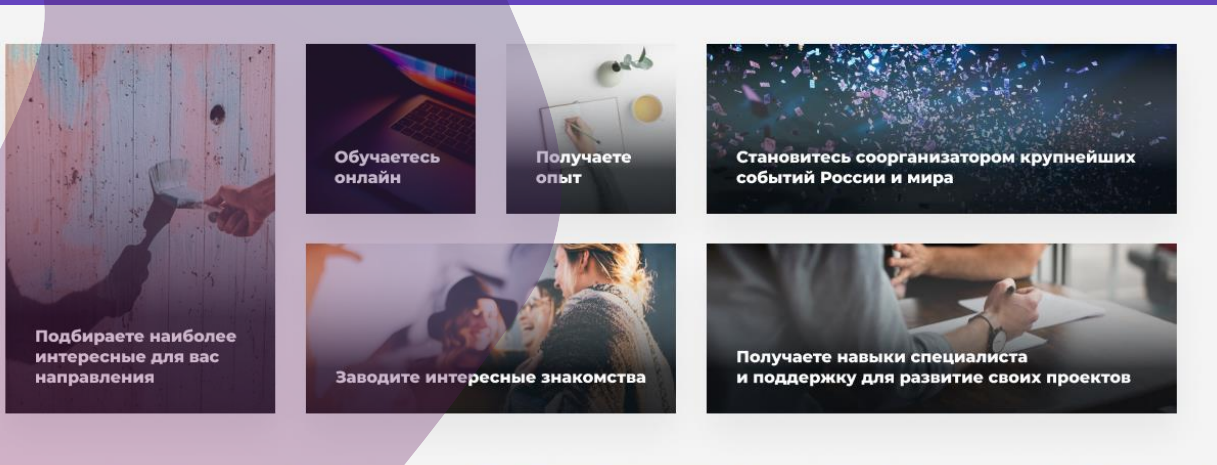 Обучаетесь
онлайн
Получаете
опыт
Становитесь соорганизатором крупнейших
событий России и мира
Подбираете наиболее
интересные для вас
направления
Заводите интересные знакомства
Получаете навыки специалиста
и поддержку для развитие своих проектов